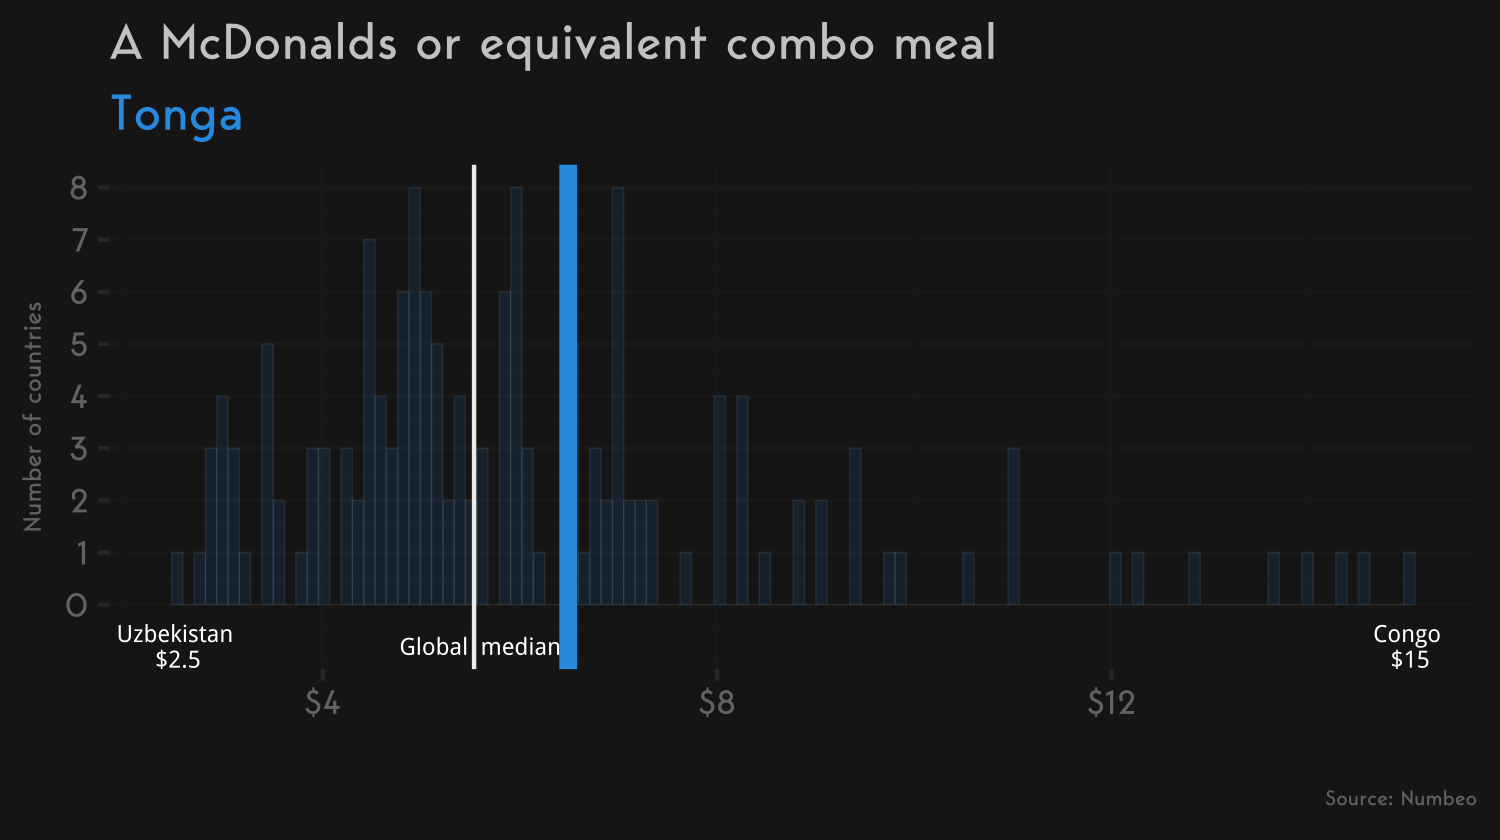 A McDonalds or equivalent combo meal
Tonga
Number of countries
8
7
6
5
4
3
2
1
0
Uzbekistan
$2.5
Global median
Congo
$15
$4 $8 $12
Source: Numbeo